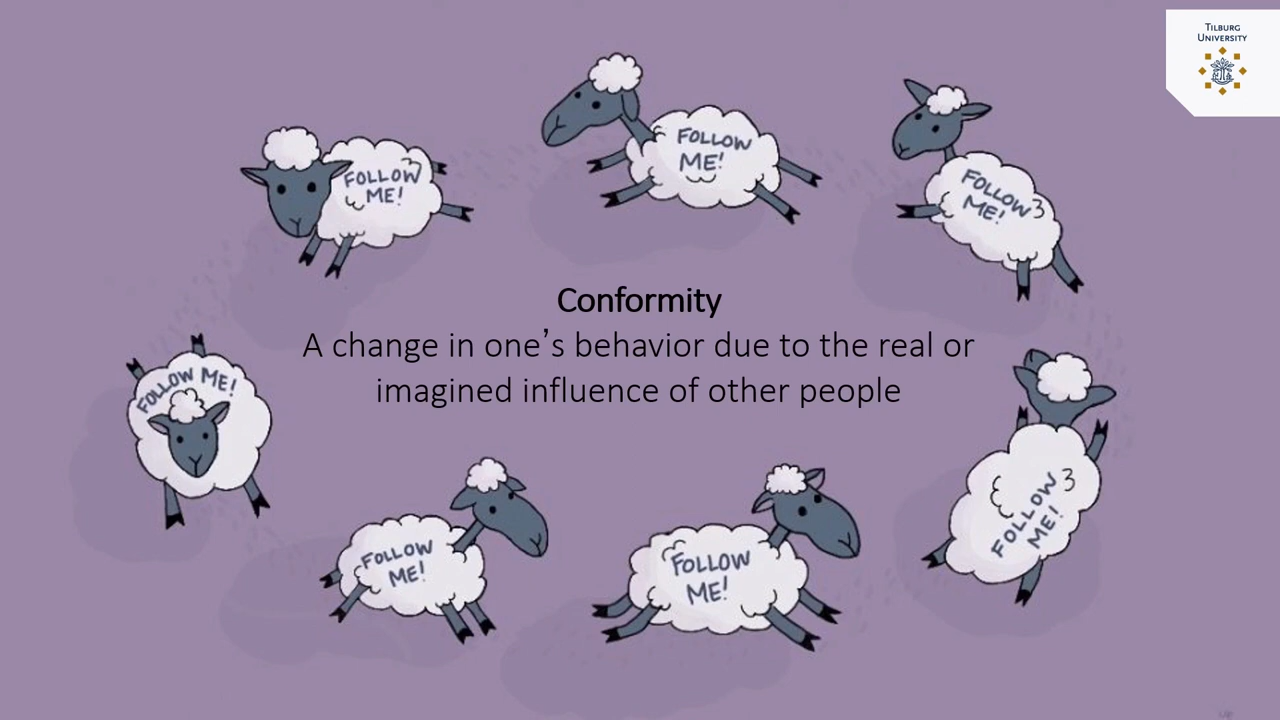 TILBURG
UNIVERSITY
FOLLOW
ME!
FOLLOW
ME!
FOLLOW
ME!
Conformity
A change in one’s behavior due to the real or
imagined influence of other people
FOLLOW ME!
FOLLOW
ME!
FOLLOW
ME!
FOLLOW
ME!